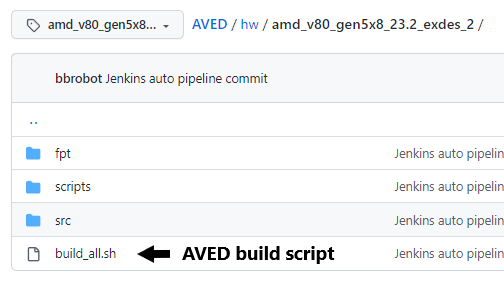 amd_v80_gen5x8... AVED / hw / amd_v80_gen5x8_23.2_exdes_2 /
bbrobot Jenkins auto pipeline commit
..
fpt Jenkins auto pipelin
scripts Jenkins auto pipelin
src Jenkins auto pipelin
build_all.sh AVED build script Jenkins auto pipelin